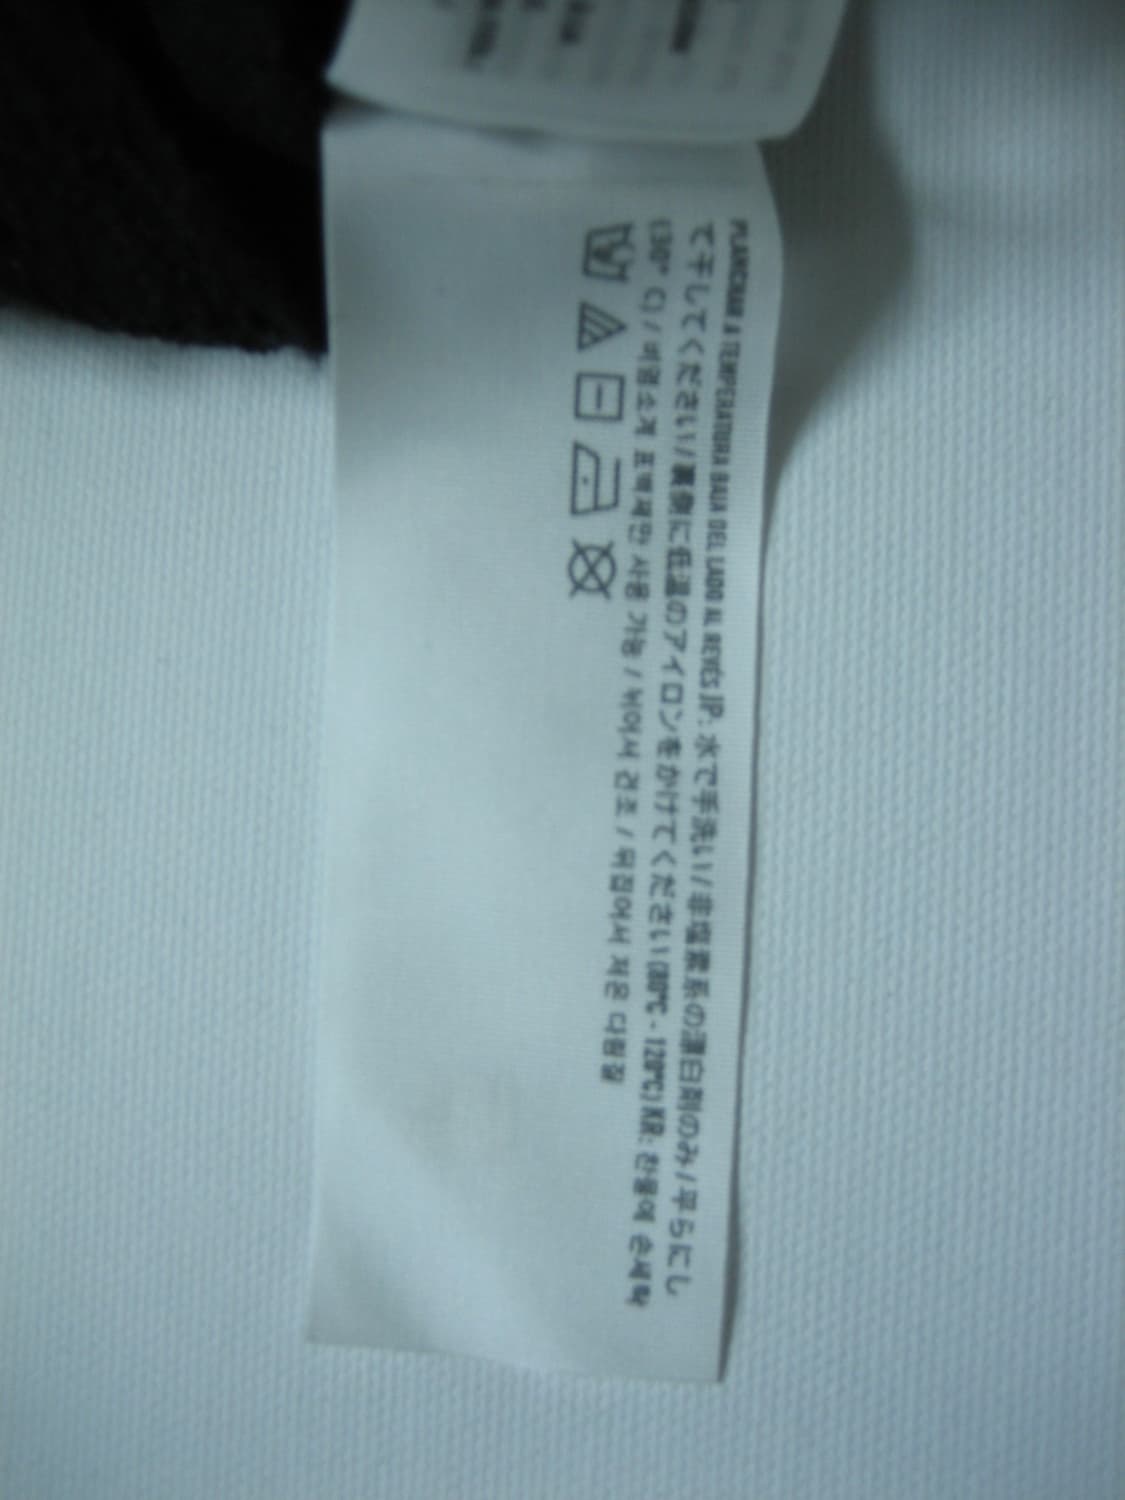 PLANCHAR A TEMPERATURA BAJA DEL LADO AL REVÉS JP: 水で手洗い/非塩素系の漂白剤のみ/平らにし
て干してください/裏側に低温のアイロンをかけてください(80℃ - 120℃) KR: 찬물에 손세탁
(30° C) / 비염소계 표백제만 사용 가능 / 뉘어서 건조 / 뒤집어서 저온 다림질